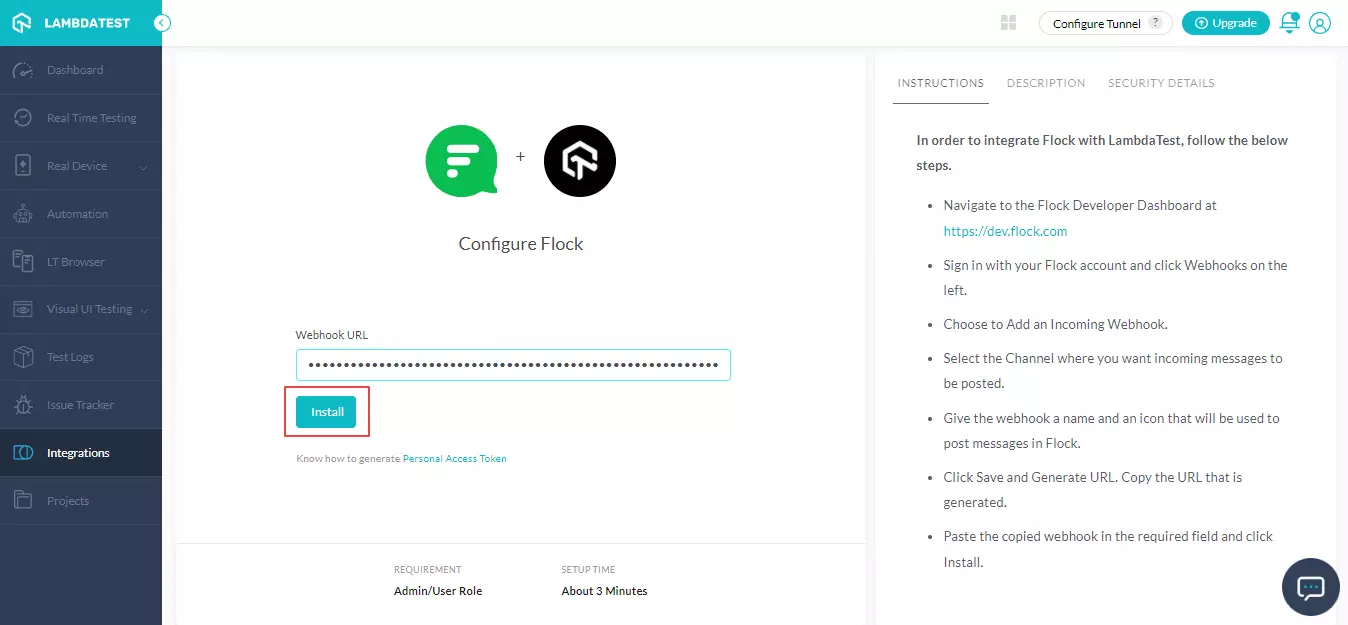 LAMBDATEST
Configure Tunnel ?
Upgrade
Dashboard
Real Time Testing
Real Device
Automation
LT Browser
Visual UI Testing
Test Logs
Issue Tracker
Integrations
Projects
+
Configure Flock
Webhook URL
••••••••••••••••••••••••••••••••••••••••••••••••••••••••••
Install
Know how to generate Personal Access Token
REQUIREMENT
Admin/User Role
SETUP TIME
About 3 Minutes
INSTRUCTIONS DESCRIPTION SECURITY DETAILS
In order to integrate Flock with LambdaTest, follow the below
steps.
• Navigate to the Flock Developer Dashboard at
https://dev.flock.com
• Sign in with your Flock account and click Webhooks on the
left.
• Choose to Add an Incoming Webhook.
• Select the Channel where you want incoming messages to
be posted.
• Give the webhook a name and an icon that will be used to
post messages in Flock.
• Click Save and Generate URL. Copy the URL that is
generated.
• Paste the copied webhook in the required field and click
Install.